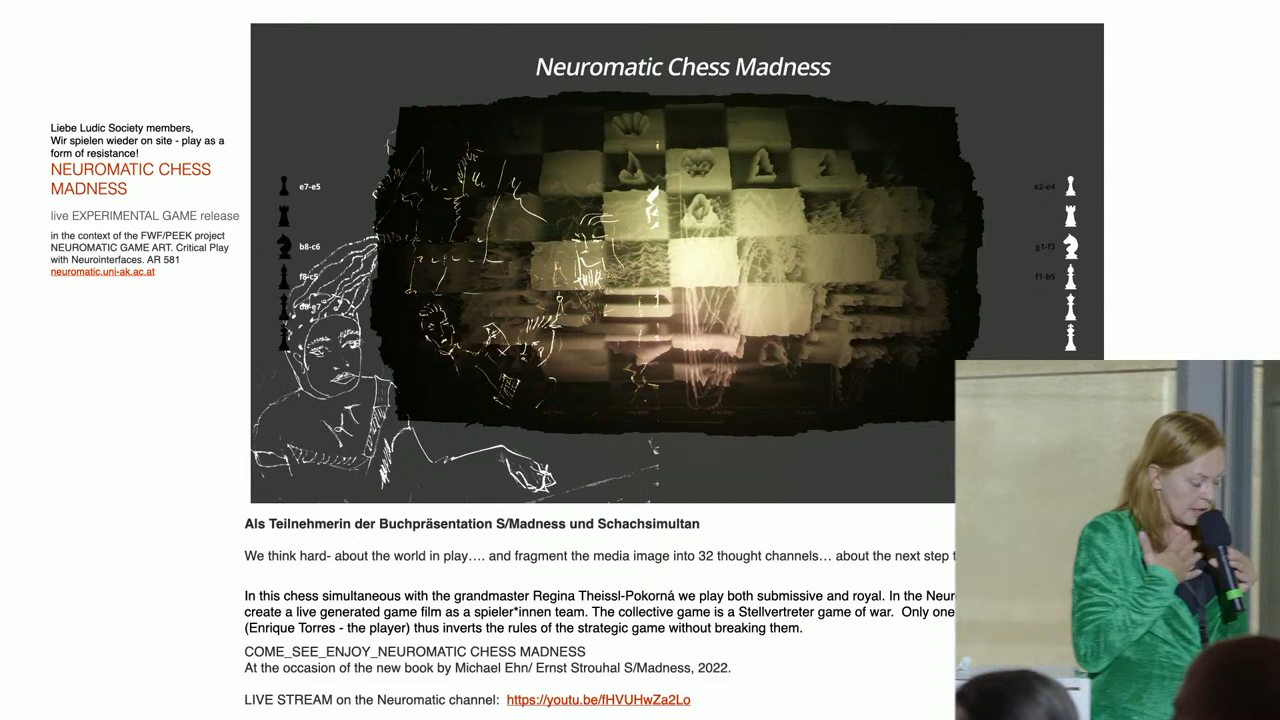 Neuromatic Chess Madness
Liebe Ludic Society members,
Wir spielen wieder on site - play as a
form of resistance!
NEUROMATIC CHESS
MADNESS
live EXPERIMENTAL GAME release
in the context of the FWF/PEEK project
NEUROMATIC GAME ART. Critical Play
with Neurointerfaces. AR 581
neuromatic.uni-ak.ac.at
e7-e5
b8-c6
f8-c5
d8-e7
e2-e4
g1-f3
f1-b5
Als Teilnehmerin der Buchpräsentation S/Madness und Schachsimultan
We think hard- about the world in play…. and fragment the media image into 32 thought channels… about the next step
In this chess simultaneous with the grandmaster Regina Theissl-Pokorná we play both submissive and royal. In the
create a live generated game film as a spieler*innen team. The collective game is a Stellvertreter game of war. Only one
(Enrique Torres - the player) thus inverts the rules of the strategic game without breaking them.
COME_SEE_ENJOY_NEUROMATIC CHESS MADNESS
At the occasion of the new book by Michael Ehn/ Ernst Strouhal S/Madness, 2022.
LIVE STREAM on the Neuromatic channel: https://youtu.be/fHVUHwZa2Lo